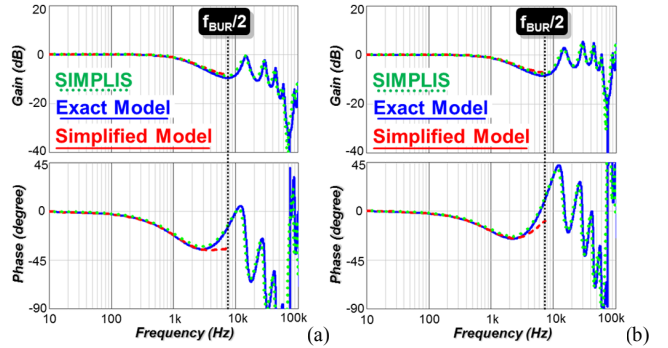 f_BUR/2
20
0
-20
-40
Gain (dB)
SIMPLIS
Exact Model
Simplified Model
45
0
-45
-90
Phase (degree)
10 100 1k 10k 100k
Frequency (Hz)
(a)
f_BUR/2
20
0
-20
-40
Gain (dB)
SIMPLIS
Exact Model
Simplified Model
45
0
-45
-90
Phase (degree)
10 100 1k 10k 100k
Frequency (Hz)
(b)